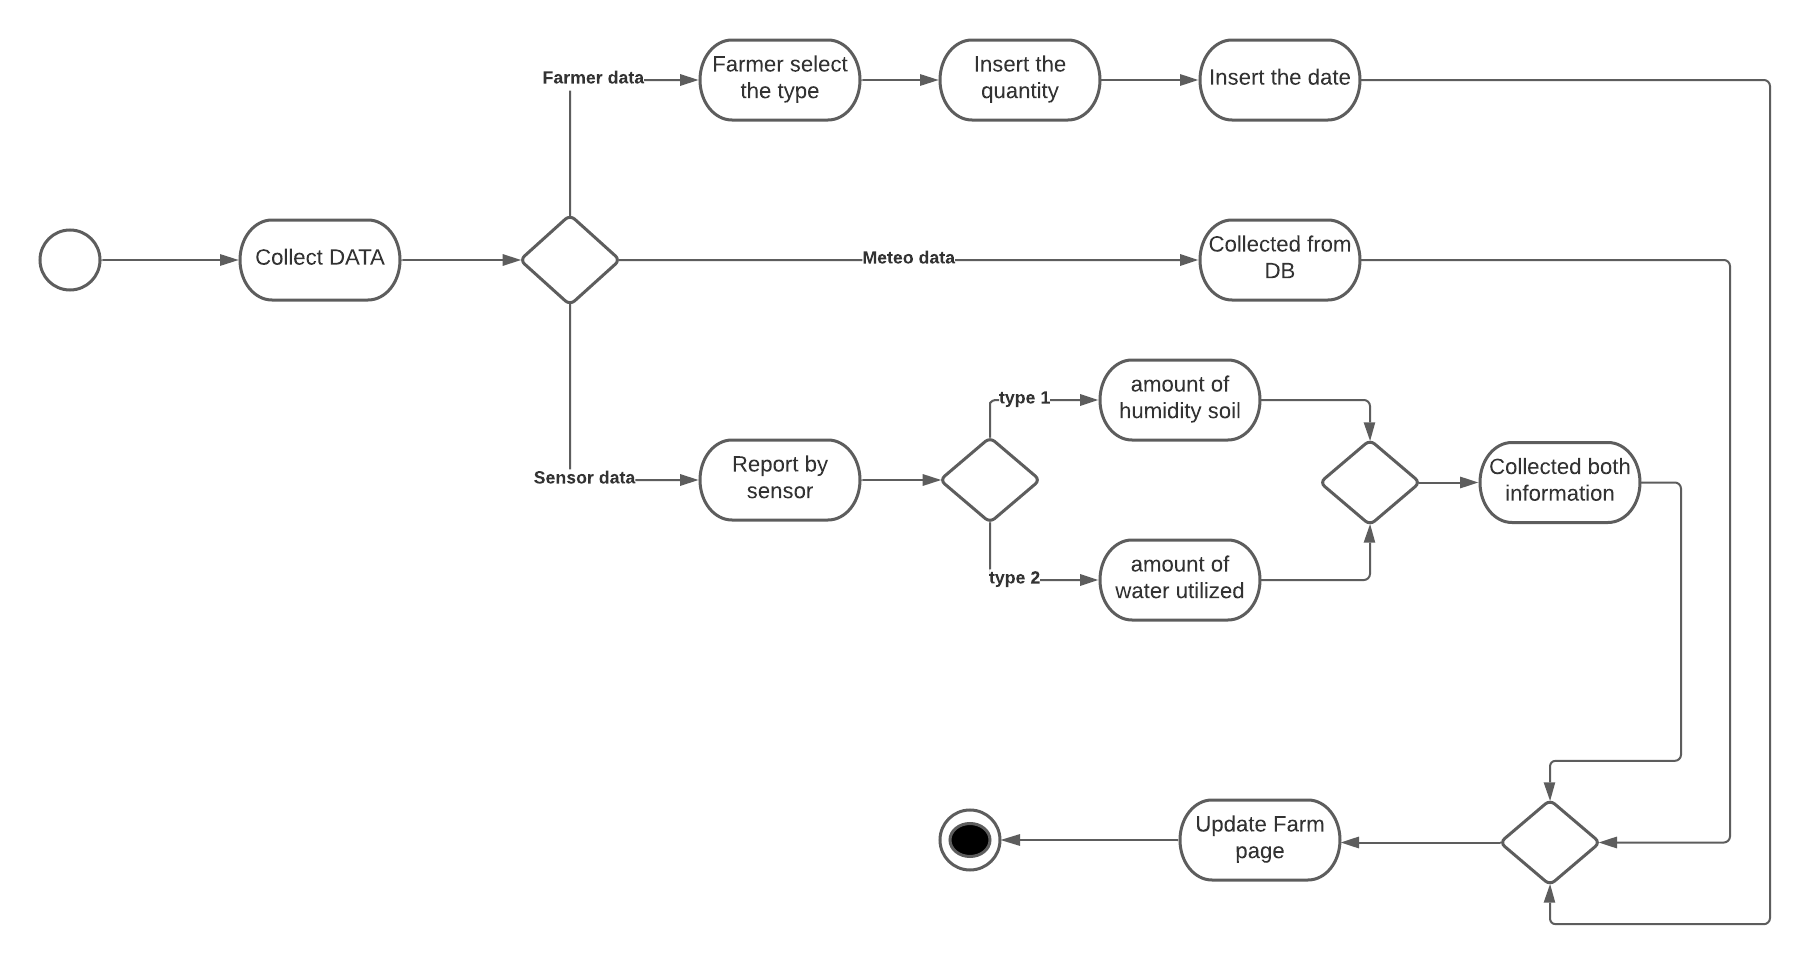 Farmer data
Farmer select
the type
Insert the
quantity
Insert the date
Collect DATA
Meteo data
Collected from
DB
type 1
amount of
humidity soil
Sensor data
Report by
sensor
Collected both
information
type 2
amount of
water utilized
Update Farm
page